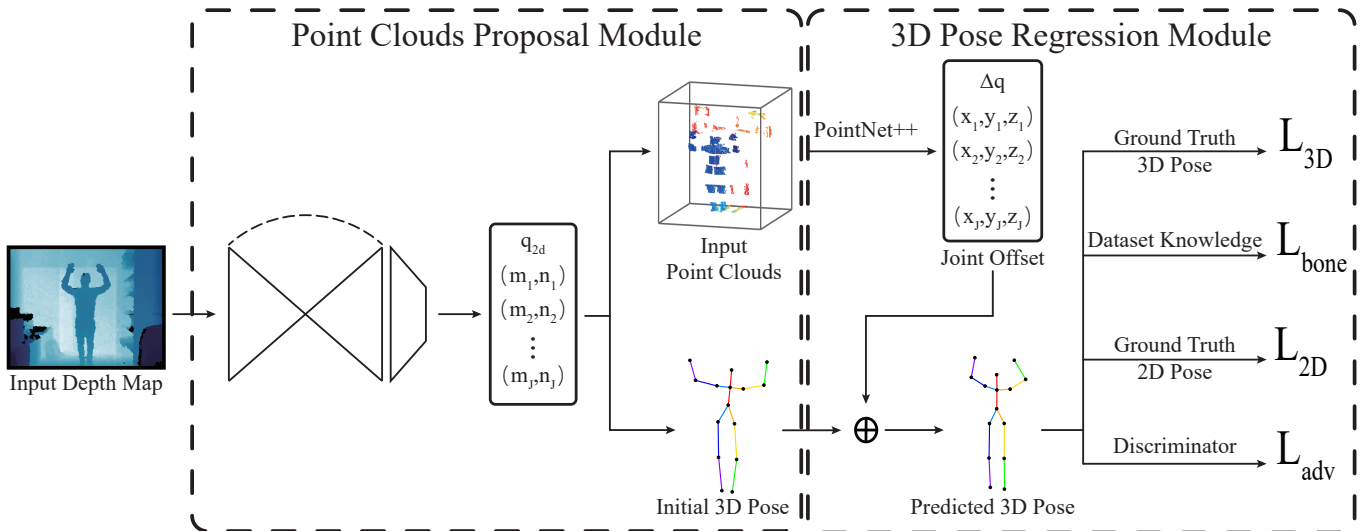 Point Clouds Proposal Module
3D Pose Regression Module
Input Depth Map
q2d
(m1,n1)
(m2,n2)
⋮
(mJ,nJ)
Input
Point Clouds
Initial 3D Pose
PointNet++
Δq
(x1,y1,z1)
(x2,y2,z2)
⋮
(xJ,yJ,zJ)
Joint Offset
Predicted 3D Pose
Ground Truth
3D Pose
L3D
Dataset Knowledge
Lbone
Ground Truth
2D Pose
L2D
Discriminator
Ladv